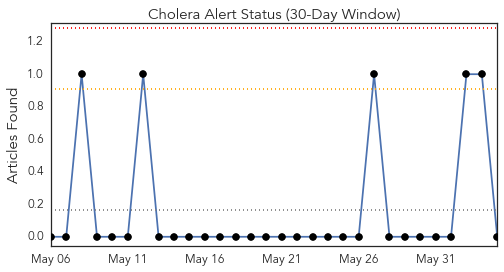 Cholera Alert Status (30-Day Window)
Articles Found
1.2
1.0
0.8
0.6
0.4
0.2
0.0
May 06 May 11 May 16 May 21 May 26 May 31